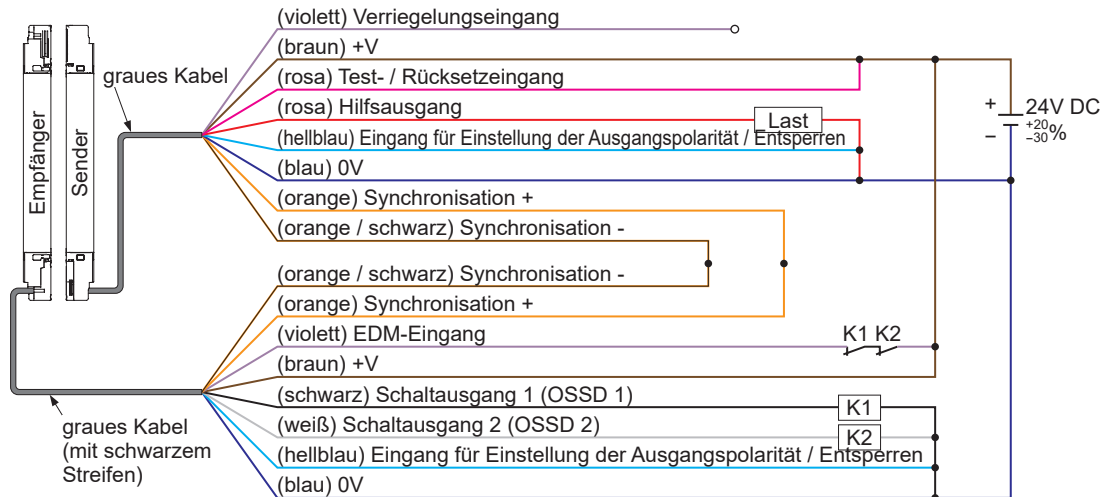 (violett) Verriegelungseingang
(braun) +V
graues Kabel
(rosa) Test- / Rücksetzeingang
(rosa) Hilfsausgang
Last
+
24V DC
+20
−30 %
−
(hellblau) Eingang für Einstellung der Ausgangspolarität / Entsperren
(blau) 0V
Empfänger
Sender
(orange) Synchronisation +
(orange / schwarz) Synchronisation -
(orange / schwarz) Synchronisation -
(orange) Synchronisation +
(violett) EDM-Eingang
K1 K2
(braun) +V
(schwarz) Schaltausgang 1 (OSSD 1)
K1
(weiß) Schaltausgang 2 (OSSD 2)
K2
(hellblau) Eingang für Einstellung der Ausgangspolarität / Entsperren
(blau) 0V
graues Kabel
(mit schwarzem
Streifen)